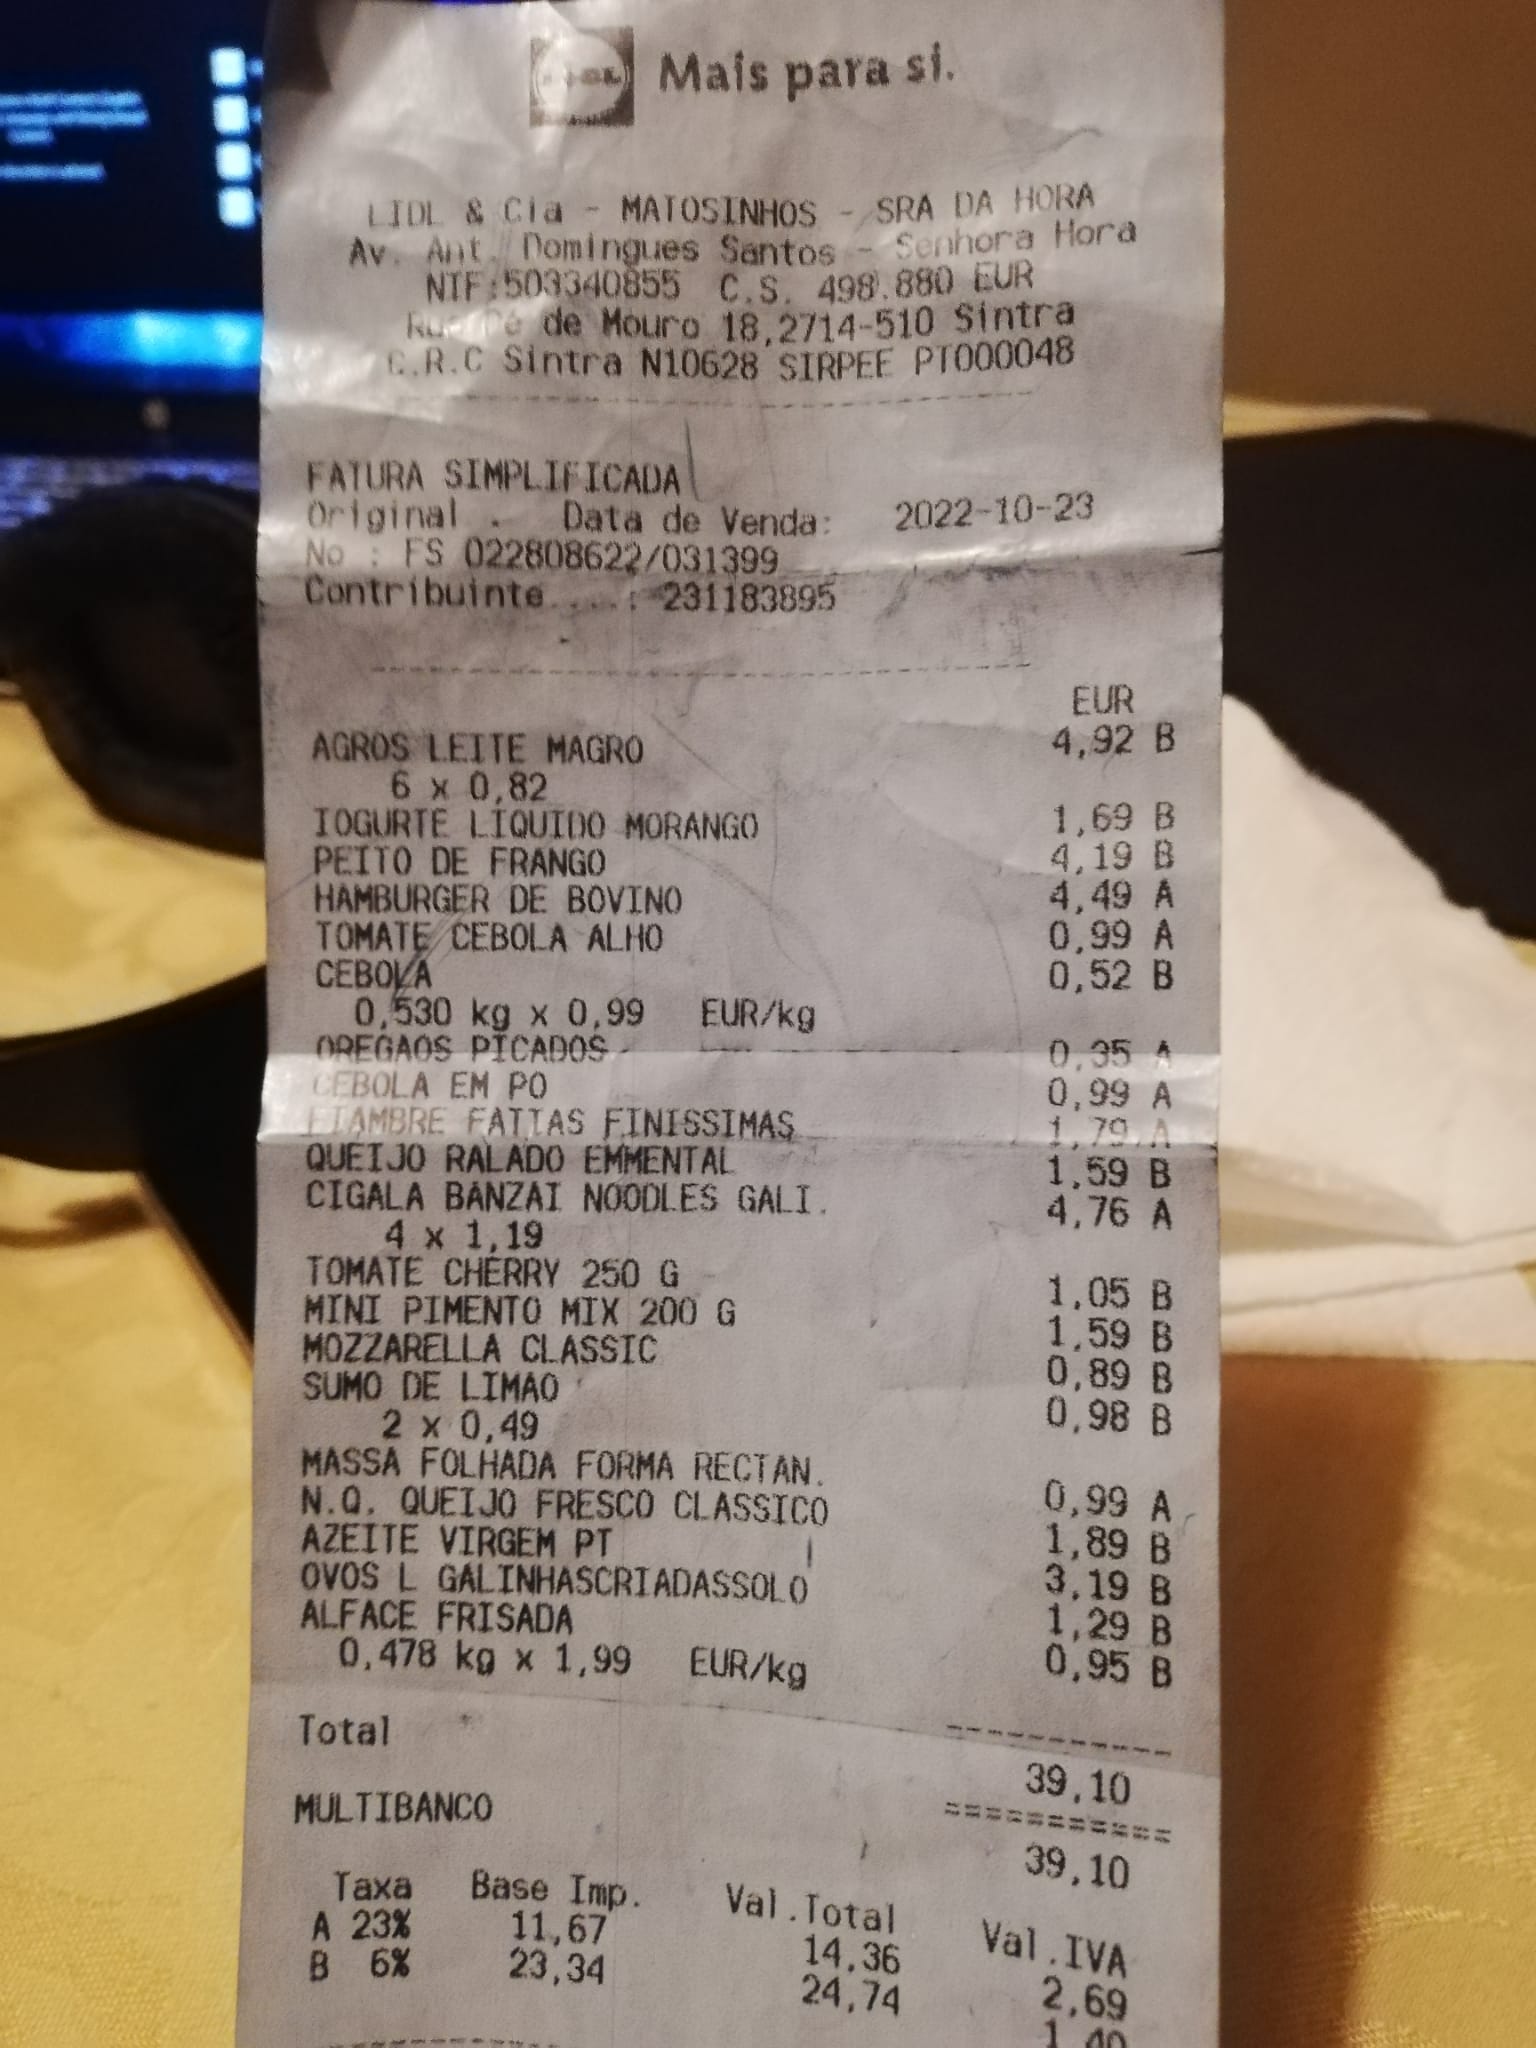 Mais para si.
LIDL & Cia - MATOSINHOS - SRA DA HORA
Av. Ant. Domingues Santos - Senhora Hora
NIF:503340855 C.S. 498.880 EUR
Rua Pé de Mouro 18,2714-510 Sintra
C.R.C Sintra N10628 SIRPEE PT000048
FATURA SIMPLIFICADA
Original . Data de Venda: 2022-10-23
No : FS 022808622/031399
Contribuinte....: 231183895
EUR
AGROS LEITE MAGRO 4,92 B
6 x 0,82
IOGURTE LIQUIDO MORANGO 1,69 B
PEITO DE FRANGO 4,19 B
HAMBURGER DE BOVINO 4,49 A
TOMATE CEBOLA ALHO 0,99 A
CEBOLA 0,52 B
0,530 kg x 0,99 EUR/kg
OREGAOS PICADOS 0,35 A
CEBOLA EM PO 0,99 A
FIAMBRE FATIAS FINISSIMAS 1,79 A
QUEIJO RALADO EMMENTAL 1,59 B
CIGALA BANZAI NOODLES GALI. 4,76 A
4 x 1,19
TOMATE CHERRY 250 G 1,05 B
MINI PIMENTO MIX 200 G 1,59 B
MOZZARELLA CLASSIC 0,89 B
SUMO DE LIMAO 0,98 B
2 x 0,49
MASSA FOLHADA FORMA RECTAN. 0,99 A
N.Q. QUEIJO FRESCO CLASSICO 1,89 B
AZEITE VIRGEM PT 3,19 B
OVOS L GALINHASCRIADASSOLO 1,29 B
ALFACE FRISADA 0,95 B
0,478 kg x 1,99 EUR/kg
Total 39,10
MULTIBANCO 39,10
Taxa Base Imp. Val.Total Val.IVA
A 23% 11,67 14,36 2,69
B 6% 23,34 24,74 1,40